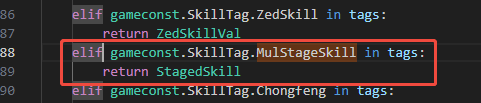 86 elif gameconst.SkillTag.ZedSkill in tags:
87 return ZedSkillVal
88 elif gameconst.SkillTag.MulStageSkill in tags:
89 return StagedSkill
90 elif gameconst.SkillTag.Chongfeng in tags: